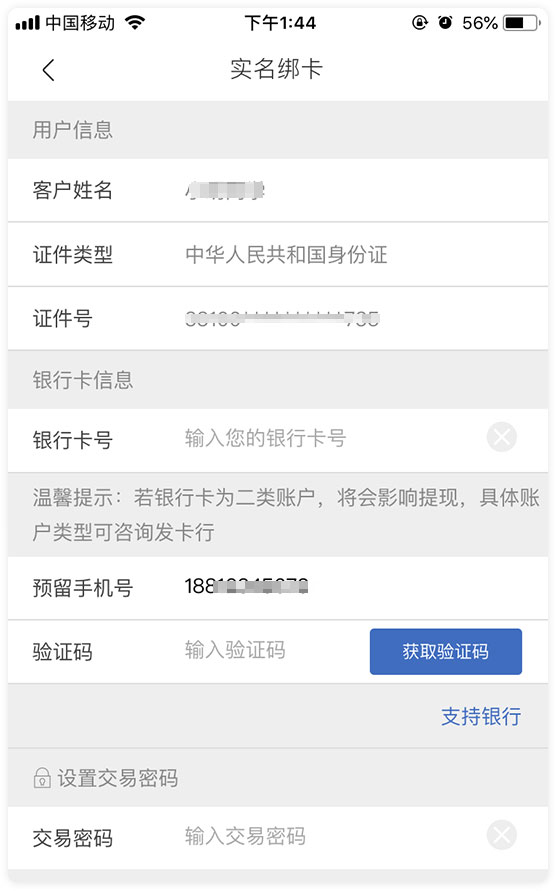 中国移动 下午1:44 56%
实名绑卡
用户信息
客户姓名
证件类型 中华人民共和国身份证
证件号
银行卡信息
银行卡号 输入您的银行卡号
温馨提示：若银行卡为二类账户，将会影响提现，具体账
户类型可咨询发卡行
预留手机号
验证码 输入验证码 获取验证码
支持银行
设置交易密码
交易密码 输入交易密码